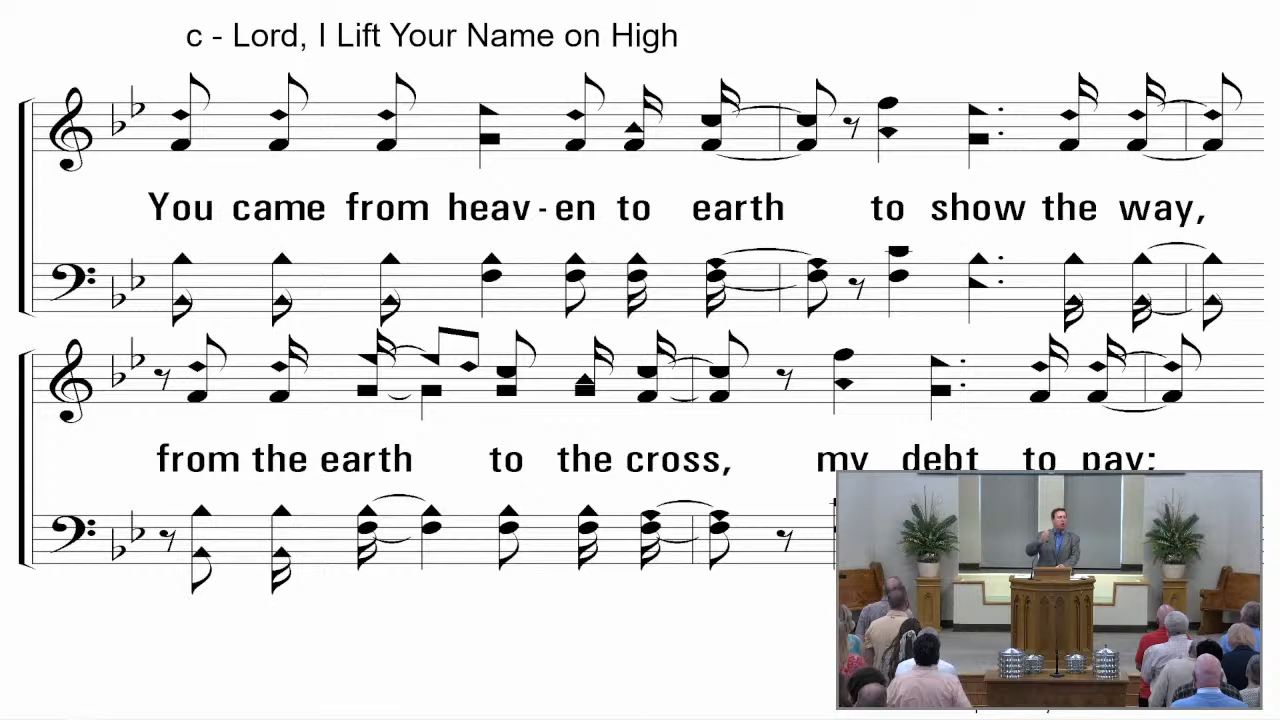 c - Lord, I Lift Your Name on High
You came from heav-en to earth to show the way,
from the earth to the cross, my debt to pay;